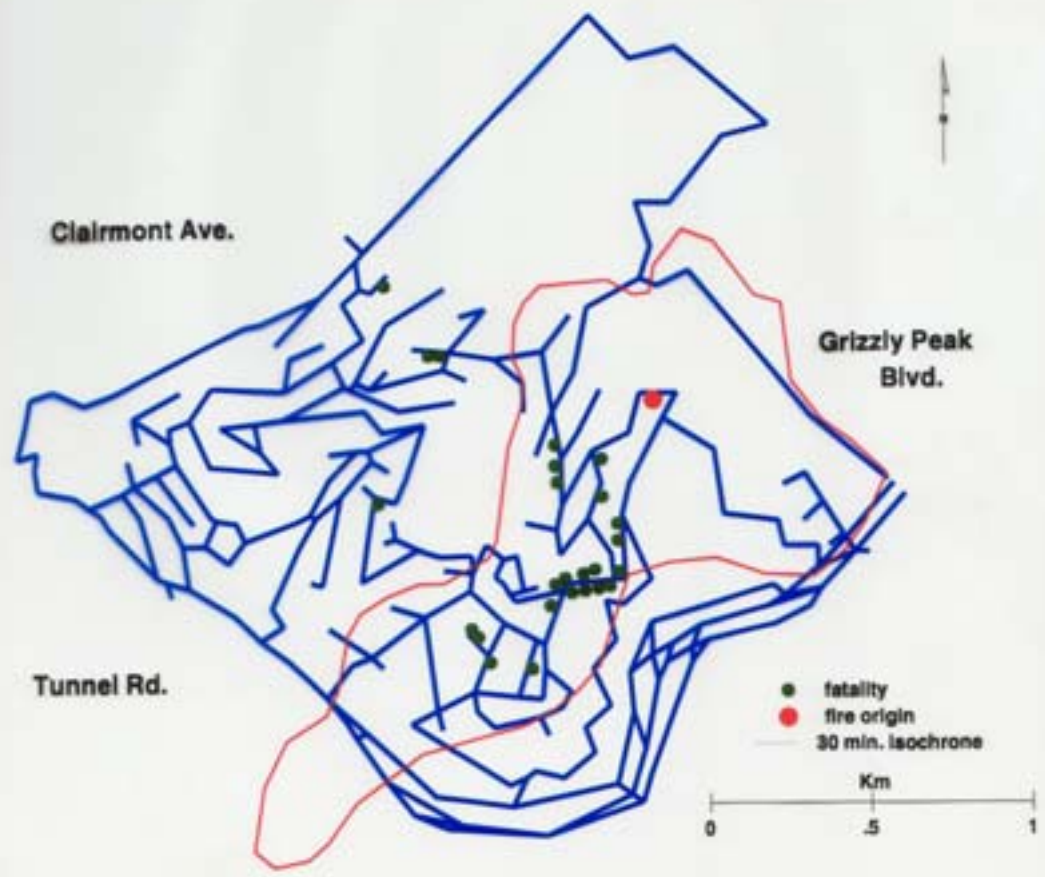 Clairmont Ave.
Grizzly Peak
Blvd.
Tunnel Rd.
fatality
fire origin
30 min. isochrone
Km
0 .5 1